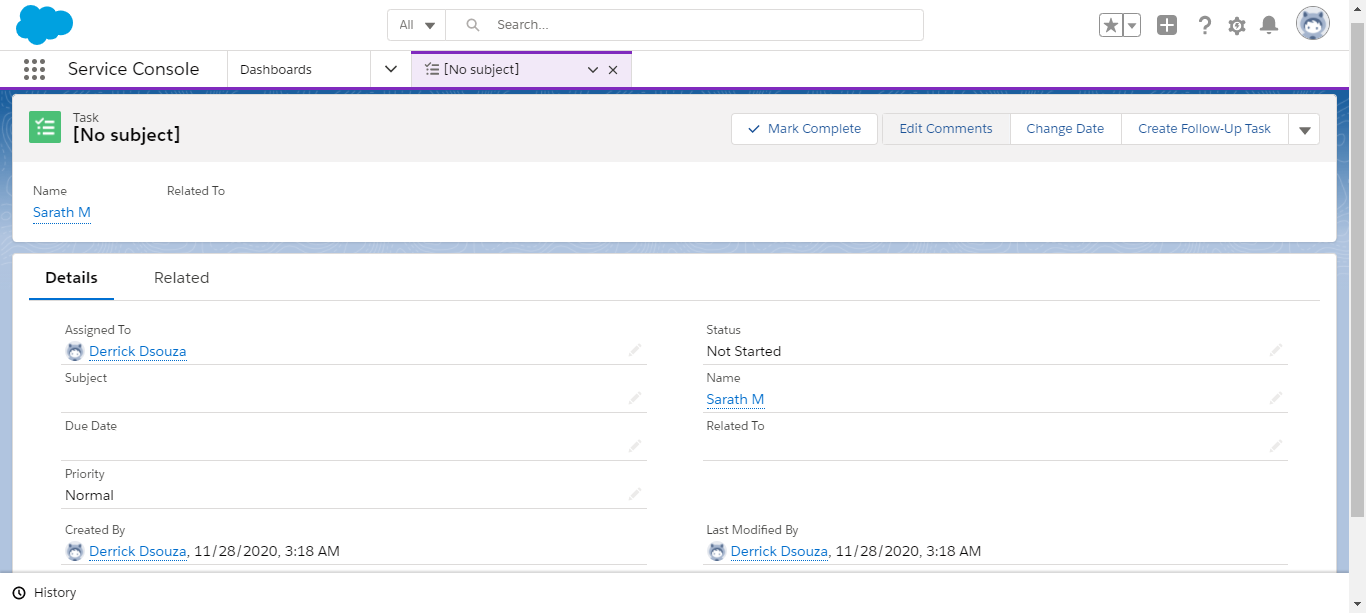 All Search...
Service Console Dashboards [No subject]
Task
[No subject]
Mark Complete Edit Comments Change Date Create Follow-Up Task
Name Related To
Sarath M
Details Related
Assigned To Status
Derrick Dsouza Not Started
Subject Name
Sarath M
Due Date Related To
Priority
Normal
Created By Last Modified By
Derrick Dsouza, 11/28/2020, 3:18 AM Derrick Dsouza, 11/28/2020, 3:18 AM
History